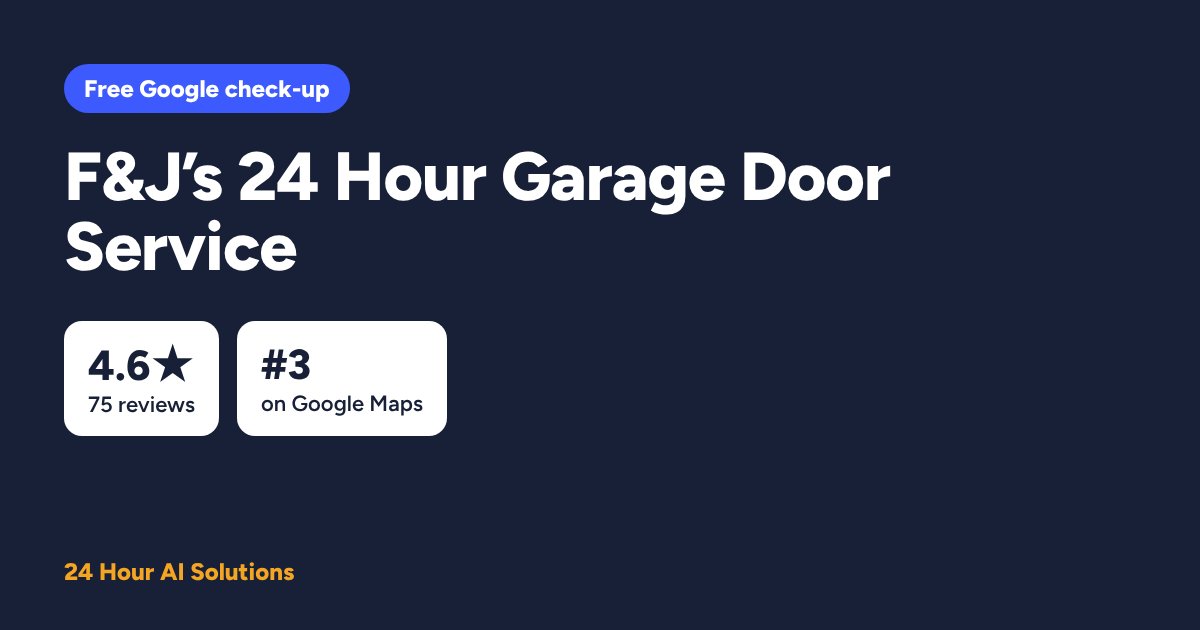 Free Google check-up
F&J’s 24 Hour Garage Door
Service
4.6★
75 reviews
#3
on Google Maps
24 Hour AI Solutions